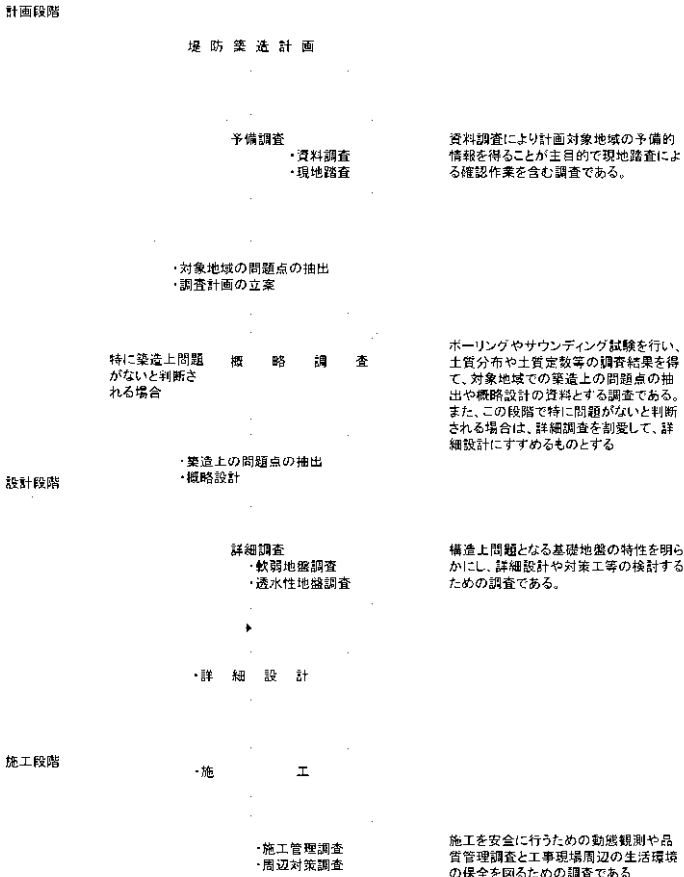 計画段階
堤防築造計画
予備調査
・資料調査
・現地踏査
資料調査により計画対象地域の予備的
情報を得ることが主目的で現地踏査によ
る確認作業を含む調査である。
・対象地域の問題点の抽出
・調査計画の立案
特に築造上問題
がないと判断さ
れる場合
概略調査
ボーリングやサウンディング試験を行い、
土質分布や土質定数等の調査結果を得
て、対象地域での築造上の問題点の抽
出や概略設計の資料とする調査である。
また、この段階で特に問題がないと判断
される場合は、詳細調査を割愛して、詳
細設計にすすめるものとする
・築造上の問題点の抽出
・概略設計
設計段階
詳細調査
・軟弱地盤調査
・透水性地盤調査
構造上問題となる基礎地盤の特性を明ら
かにし、詳細設計や対策工等の検討する
ための調査である。
・詳細設計
施工段階
・施工
・施工管理調査
・周辺対策調査
施工を安全に行うための動態観測や品
質管理調査と工事現場周辺の生活環境
の保全を図るための調査である